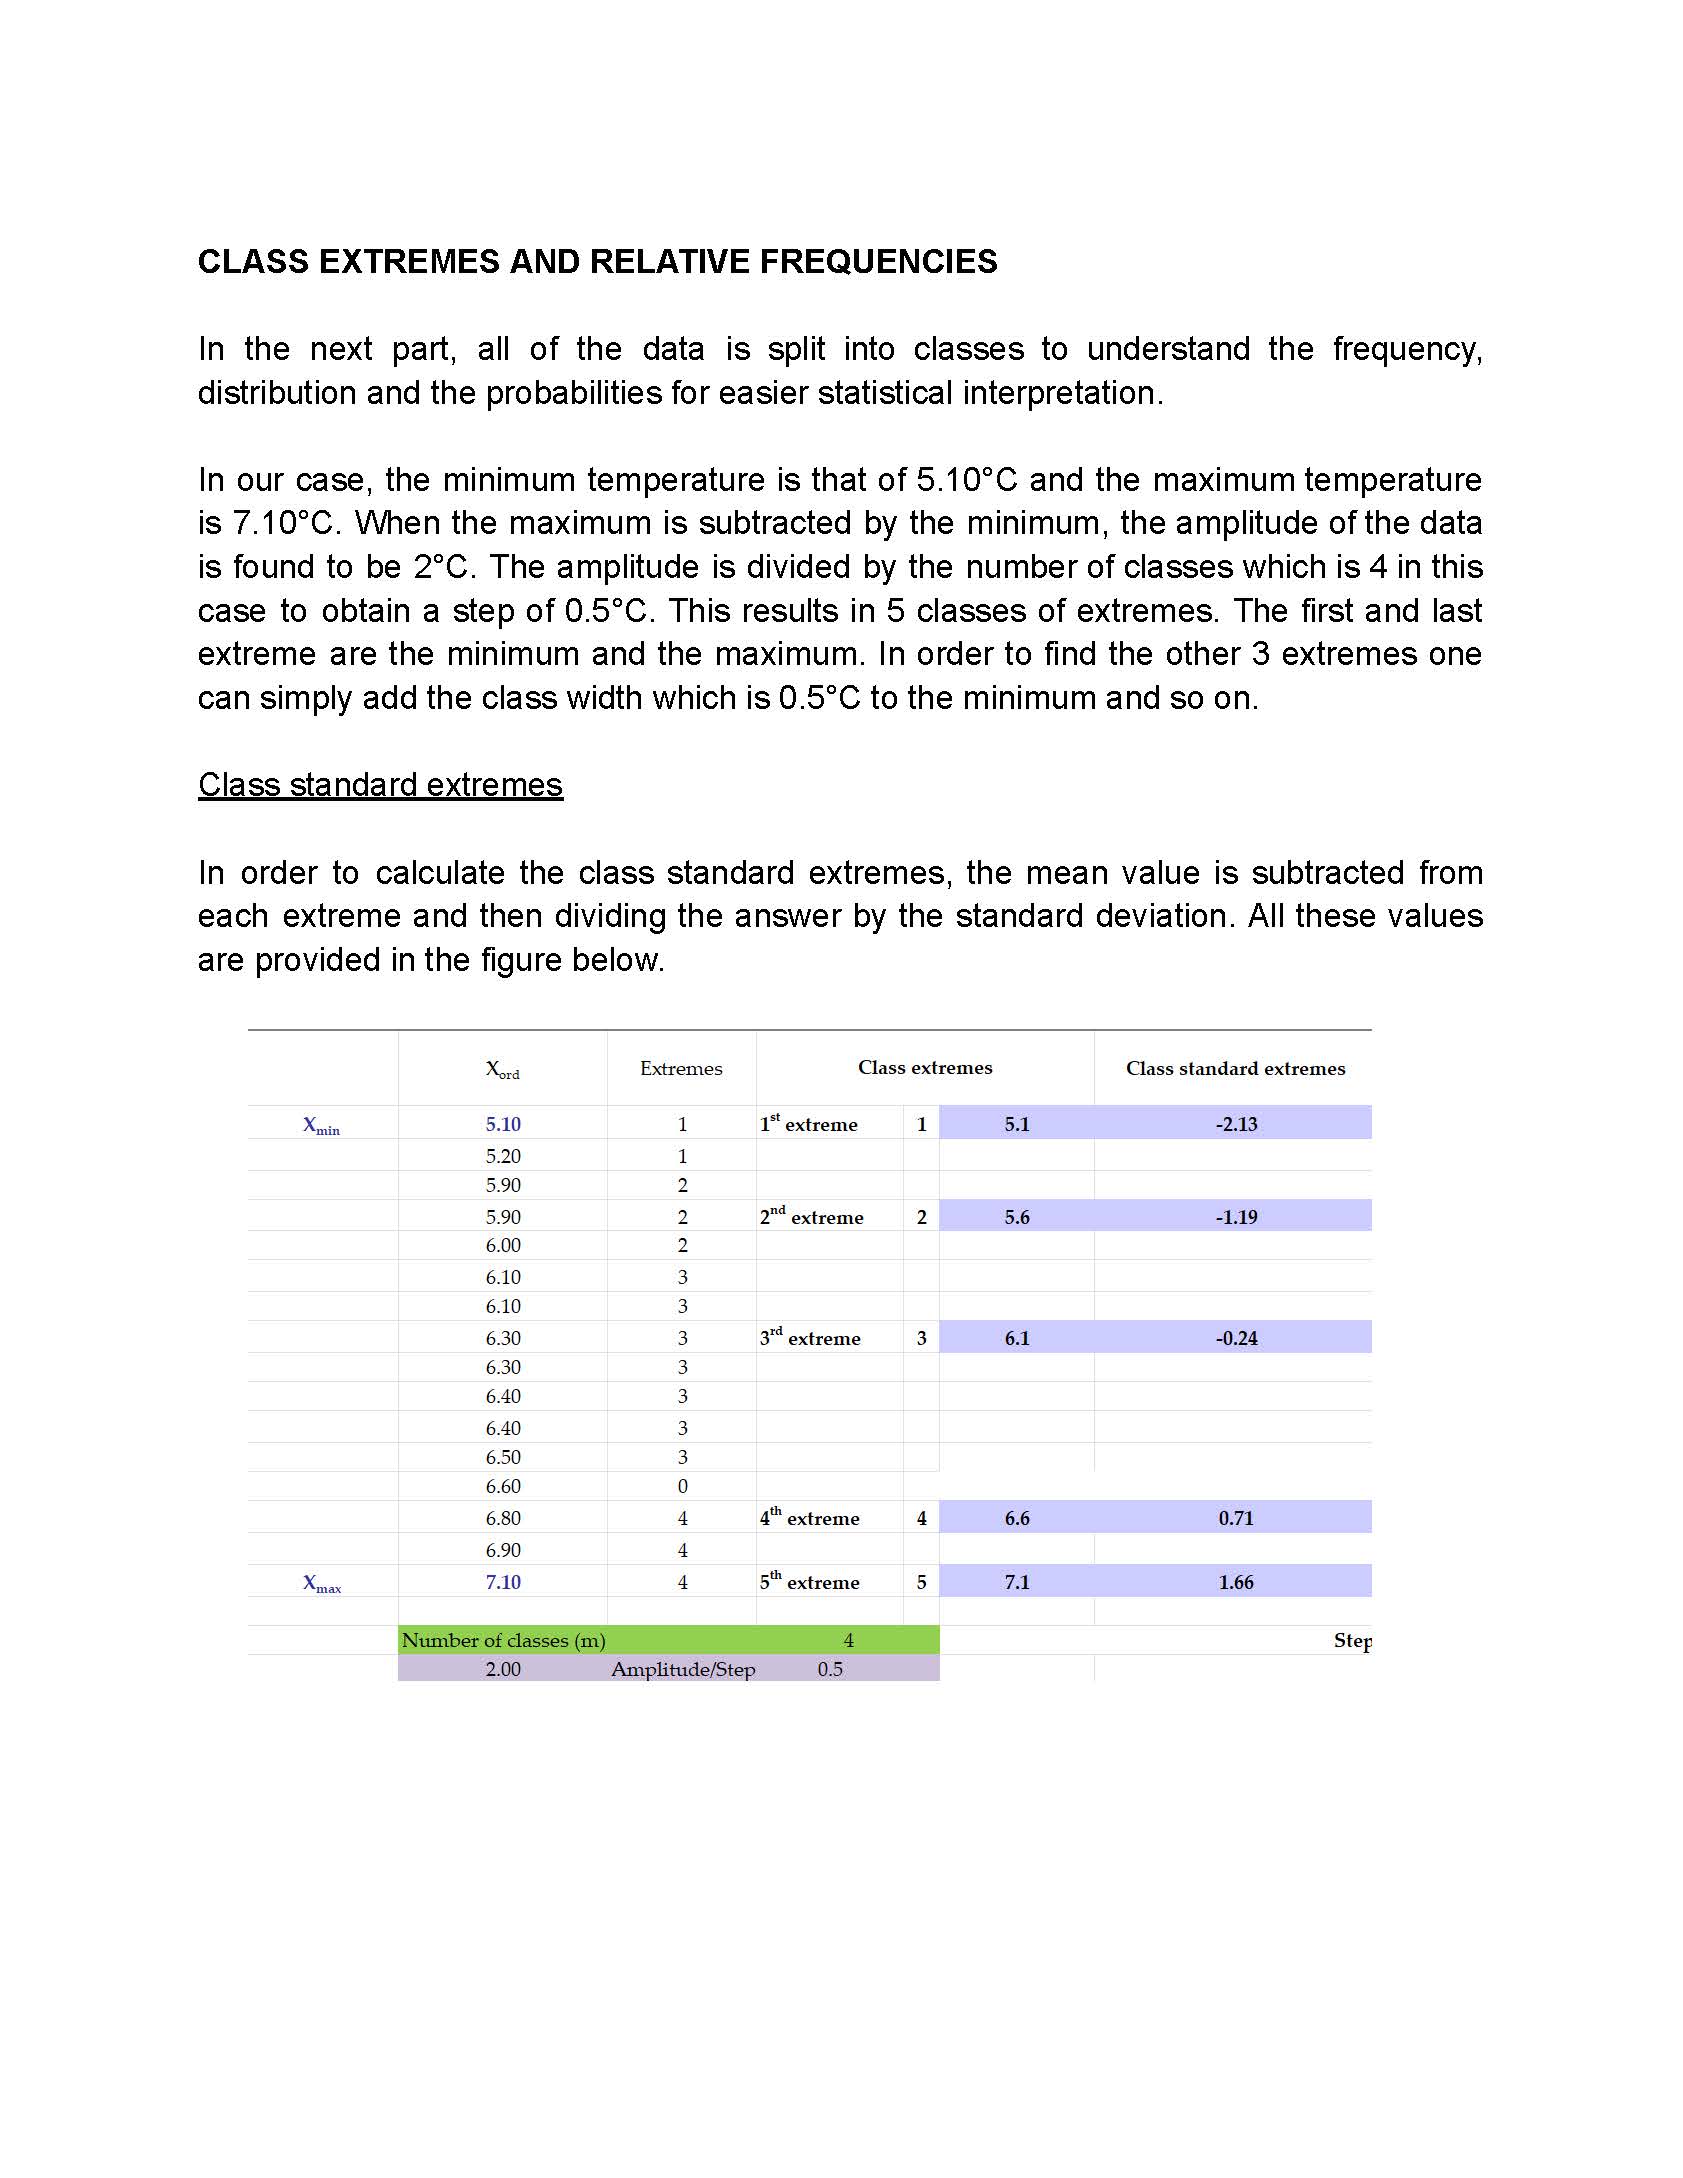 CLASS EXTREMES AND RELATIVE FREQUENCIES
In the next part, all of the data is split into classes to understand the frequency,
distribution and the probabilities for easier statistical interpretation.
In our case, the minimum temperature is that of 5.10°C and the maximum temperature
is 7.10°C. When the maximum is subtracted by the minimum, the amplitude of the data
is found to be 2°C. The amplitude is divided by the number of classes which is 4 in this
case to obtain a step of 0.5°C. This results in 5 classes of extremes. The first and last
extreme are the minimum and the maximum. In order to find the other 3 extremes one
can simply add the class width which is 0.5°C to the minimum and so on.
Class standard extremes
In order to calculate the class standard extremes, the mean value is subtracted from
each extreme and then dividing the answer by the standard deviation. All these values
are provided in the figure below.
Xord Extremes Class extremes Class standard extremes
Xmin 5.10 1 1st extreme 1 5.1 -2.13
5.20 1
5.90 2
5.90 2 2nd extreme 2 5.6 -1.19
6.00 2
6.10 3
6.10 3
6.30 3 3rd extreme 3 6.1 -0.24
6.30 3
6.40 3
6.40 3
6.50 3
6.60 0
6.80 4 4th extreme 4 6.6 0.71
6.90 4
Xmax 7.10 4 5th extreme 5 7.1 1.66
Number of classes (m) 4 Step
2.00 Amplitude/Step 0.5